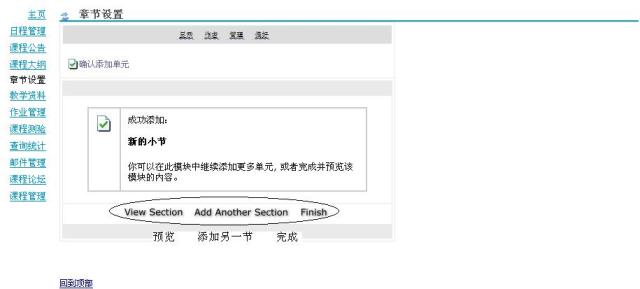 主页
日程管理
课程公告
课程大纲
章节设置
教学资料
作业管理
课程测验
查询统计
邮件管理
课程论坛
课程管理
章节设置
管理
确认添加单元
成功添加:
新的小节
你可以在此模块中继续添加更多单元, 或者完成并预览该
模块的内容。
View Section Add Another Section Finish
预览 添加另一节 完成
回到顶部